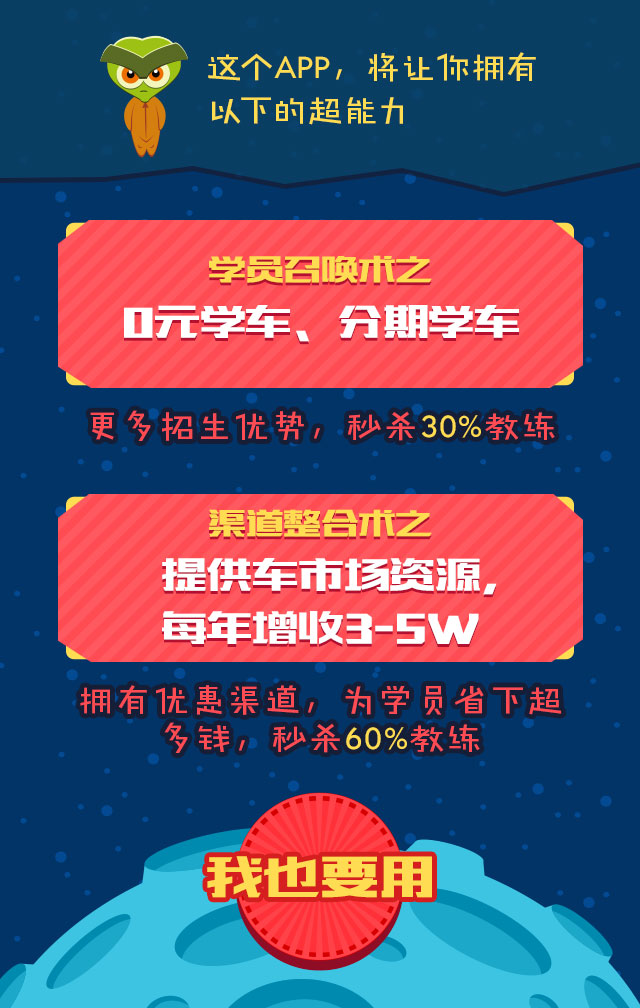 这个APP，将让你拥有
以下的超能力
学员召唤术之
0元学车、分期学车
更多招生优势，秒杀30%教练
渠道整合术之
提供车市场资源，
每年增收3-5W
拥有优惠渠道，为学员省下超
多钱，秒杀60%教练
我也要用